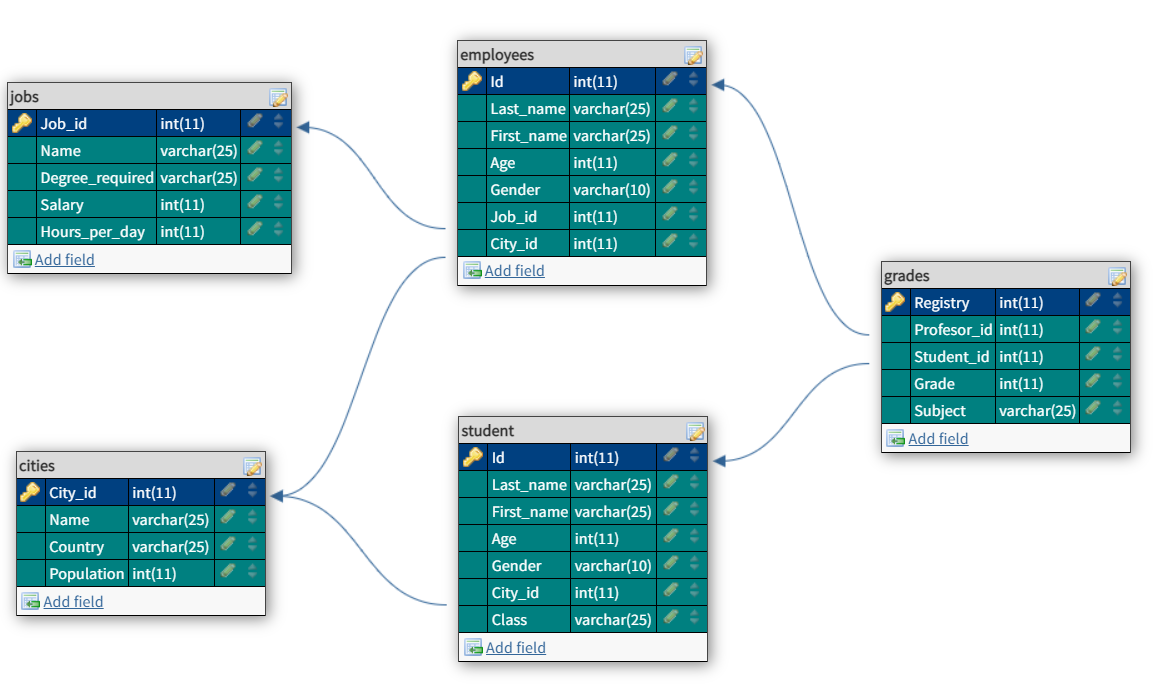 jobs
Job_id int(11)
Name varchar(25)
Degree_required varchar(25)
Salary int(11)
Hours_per_day int(11)
Add field
employees
Id int(11)
Last_name varchar(25)
First_name varchar(25)
Age int(11)
Gender varchar(10)
Job_id int(11)
City_id int(11)
Add field
grades
Registry int(11)
Profesor_id int(11)
Student_id int(11)
Grade int(11)
Subject varchar(25)
Add field
cities
City_id int(11)
Name varchar(25)
Country varchar(25)
Population int(11)
Add field
student
Id int(11)
Last_name varchar(25)
First_name varchar(25)
Age int(11)
Gender varchar(10)
City_id int(11)
Class varchar(25)
Add field